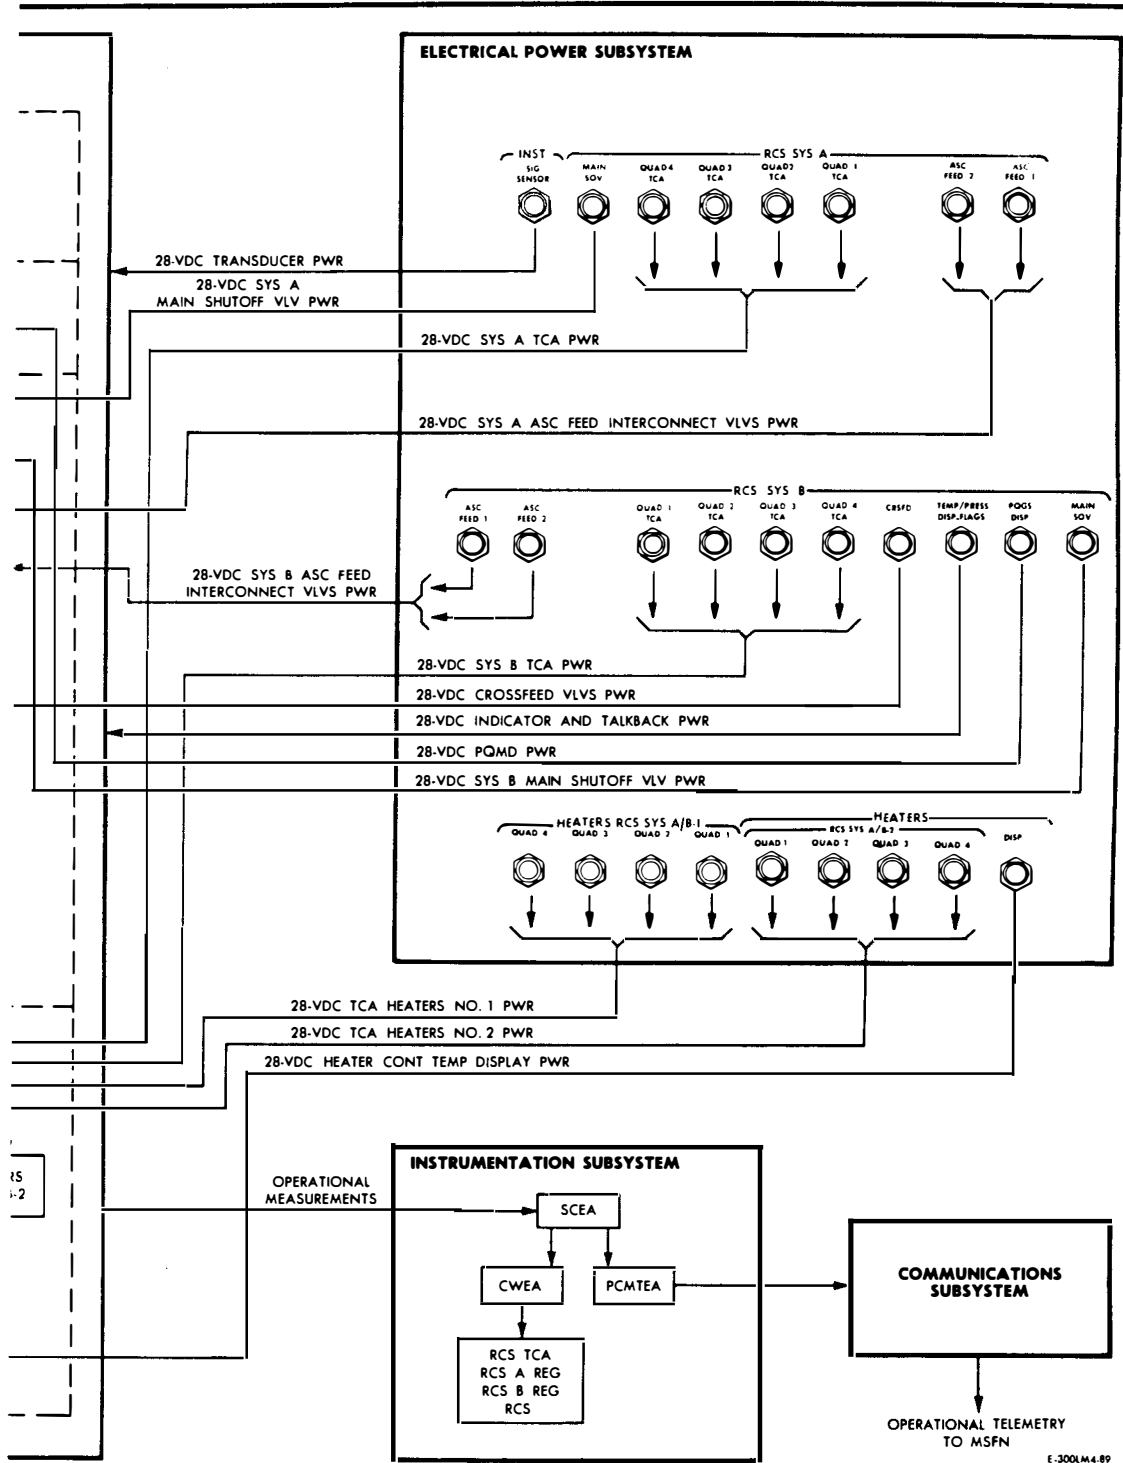 ELECTRICAL POWER SUBSYSTEM
INST
RCS SYS A
SIG
SENSOR
MAIN
SOV
QUAD 4
TCA
QUAD 3
TCA
QUAD 2
TCA
QUAD 1
TCA
ASC
FEED 2
ASC
FEED 1
28-VDC TRANSDUCER PWR
28-VDC SYS A
MAIN SHUTOFF VLV PWR
28-VDC SYS A TCA PWR
28-VDC SYS A ASC FEED INTERCONNECT VLVS PWR
RCS SYS B
ASC
FEED 1
ASC
FEED 2
QUAD 1
TCA
QUAD 2
TCA
QUAD 3
TCA
QUAD 4
TCA
CRSFD
TEMP/PRESS
DISP-FLAGS
PQGS
DISP
MAIN
SOV
28-VDC SYS B ASC FEED
INTERCONNECT VLVS PWR
28-VDC SYS B TCA PWR
28-VDC CROSSFEED VLVS PWR
28-VDC INDICATOR AND TALKBACK PWR
28-VDC PQMD PWR
28-VDC SYS B MAIN SHUTOFF VLV PWR
HEATERS RCS SYS A/B-1
QUAD 4
QUAD 3
QUAD 2
QUAD 1
HEATERS
RCS SYS A/B-2
QUAD 1
QUAD 2
QUAD 3
QUAD 4
DISP
28-VDC TCA HEATERS NO. 1 PWR
28-VDC TCA HEATERS NO. 2 PWR
28-VDC HEATER CONT TEMP DISPLAY PWR
RS
-2
OPERATIONAL
MEASUREMENTS
INSTRUMENTATION SUBSYSTEM
SCEA
CWEA
PCMTEA
RCS TCA
RCS A REG
RCS B REG
RCS
COMMUNICATIONS
SUBSYSTEM
OPERATIONAL TELEMETRY
TO MSFN
E-300LM4-89